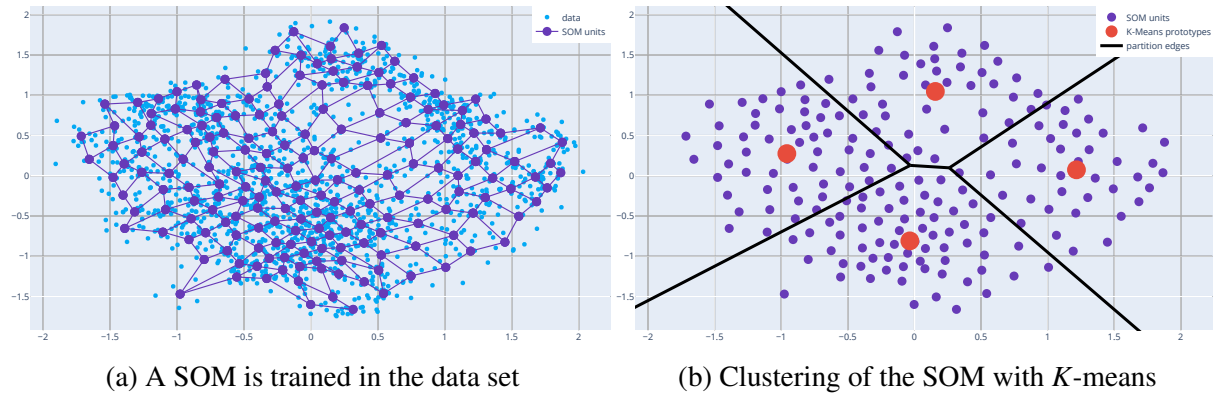 data
SOM units
2
1.5
1
0.5
0
−0.5
−1
−1.5
−2 −1.5 −1 −0.5 0 0.5 1 1.5 2
(a) A SOM is trained in the data set
SOM units
K-Means prototypes
partition edges
2
1.5
1
0.5
0
−0.5
−1
−1.5
−2 −1.5 −1 −0.5 0 0.5 1 1.5 2
(b) Clustering of the SOM with K-means